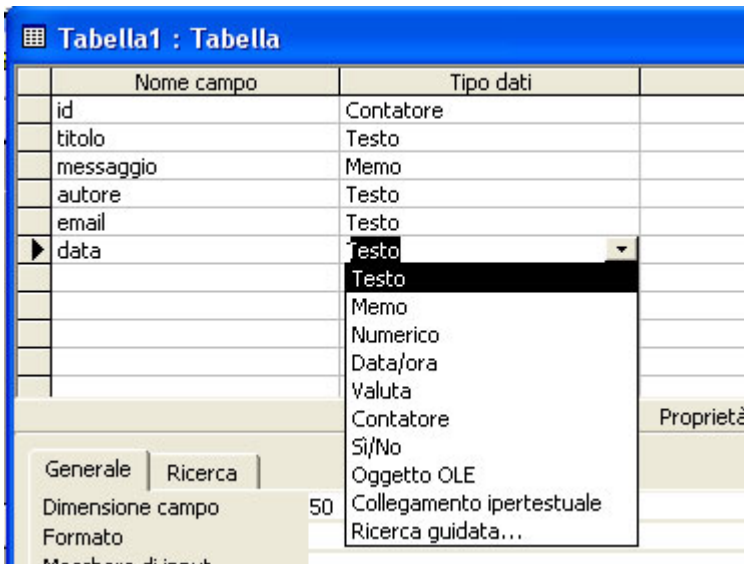 Tabella1 : Tabella
Nome campo Tipo dati
id Contatore
titolo Testo
messaggio Memo
autore Testo
email Testo
data Testo
Testo
Memo
Numerico
Data/ora
Valuta
Contatore
Sì/No
Oggetto OLE
Collegamento ipertestuale
Ricerca guidata...
Proprietà
Generale Ricerca
Dimensione campo 50
Formato